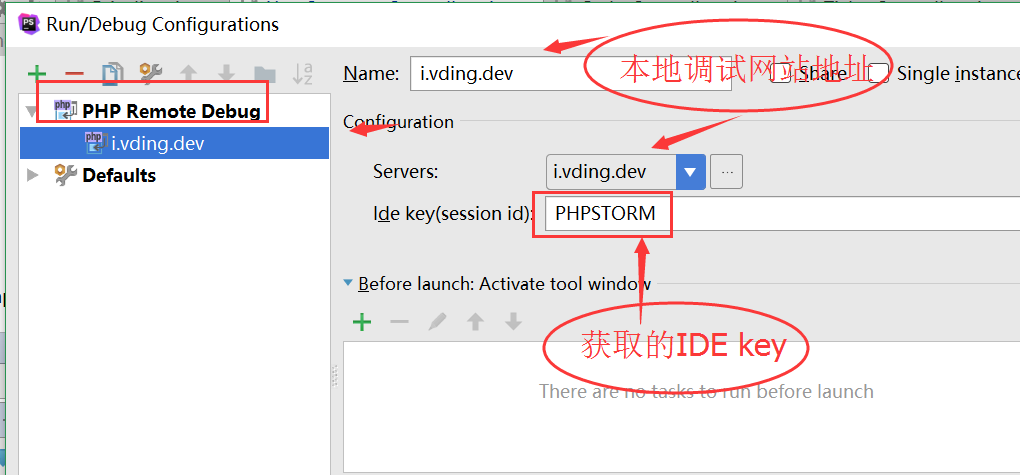 Run/Debug Configurations
Name: i.vding.dev
本地调试网站地址
Share
Single instance
PHP Remote Debug
i.vding.dev
Defaults
Configuration
Servers: i.vding.dev
Ide key(session id): PHPSTORM
Before launch: Activate tool window
获取的IDE key
There are no tasks to run before launch